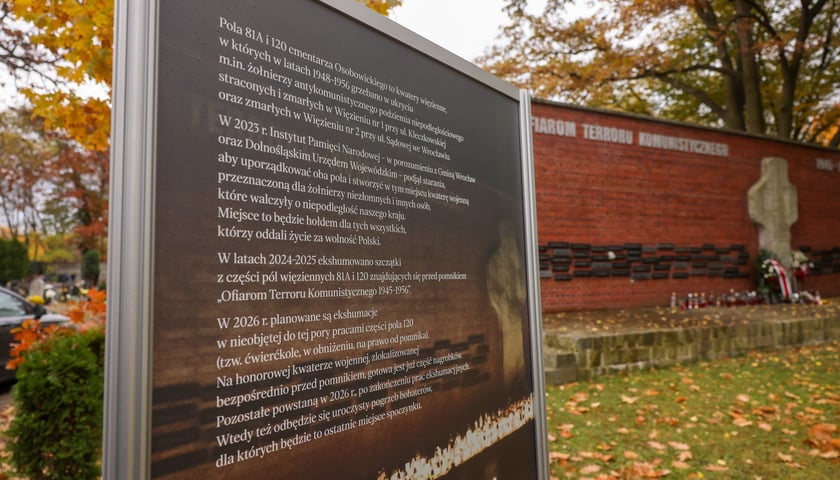 Pola 81A i 120 cmentarza Osobowickiego to kwatery więzienne,
w których w latach 1948-1956 grzebano w ukryciu
m.in. żołnierzy antykomunistycznego podziemia niepodległościowego
straconych i zmarłych w Więzieniu nr 1 przy ul. Kleczkowskiej
oraz zmarłych w Więzieniu nr 2 przy ul. Sądowej we Wrocławiu.
W 2023 r. Instytut Pamięci Narodowej - w porozumieniu z Gminą Wrocław
oraz Dolnośląskim Urzędem Wojewódzkim - podjął starania,
aby uporządkować oba pola i stworzyć w tym miejscu kwaterę wojenną
przeznaczoną dla żołnierzy niezłomnych i innych osób,
które walczyły o niepodległość naszego kraju.
Miejsce to będzie hołdem dla tych wszystkich,
którzy oddali życie za wolność Polski.
W latach 2024-2025 ekshumowano szczątki
z części pól więziennych 81A i 120 znajdujących się przed pomnikiem
„Ofiarom Terroru Komunistycznego 1945-1956”.
W 2026 r. planowane są ekshumacje
w nieobjętej do tej pory pracami części pola 120
(tzw. ćwierćkole, w obniżeniu, na prawo od pomnika).
Na honorowej kwaterze wojennej, zlokalizowanej
bezpośrednio przed pomnikiem, gotowa jest już część nagrobków.
Pozostałe powstaną w 2026 r., po zakończeniu prac ekshumacyjnych.
Wtedy też odbędzie się uroczysty pogrzeb bohaterów,
dla których będzie to ostatnie miejsce spoczynku.
OFIAROM TERRORU KOMUNISTYCZNEGO